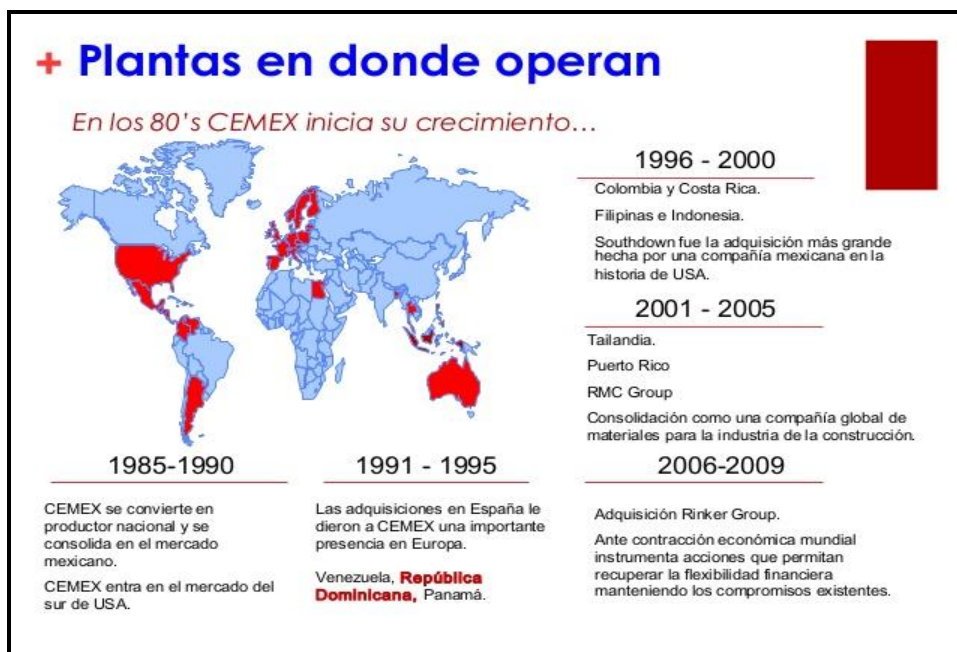 + Plantas en donde operan
En los 80's CEMEX inicia su crecimiento...
1996 - 2000
Colombia y Costa Rica.
Filipinas e Indonesia.
Southdown fue la adquisición más grande
hecha por una compañía mexicana en la
historia de USA.
2001 - 2005
Tailandia.
Puerto Rico
RMC Group
Consolidación como una compañía global de
materiales para la industria de la construcción.
1985-1990
CEMEX se convierte en
productor nacional y se
consolida en el mercado
mexicano.
CEMEX entra en el mercado del
sur de USA.
1991 - 1995
Las adquisiciones en España le
dieron a CEMEX una importante
presencia en Europa.
Venezuela, República
Dominicana, Panamá.
2006-2009
Adquisición Rinker Group.
Ante contracción económica mundial
instrumenta acciones que permitan
recuperar la flexibilidad financiera
manteniendo los compromisos existentes.